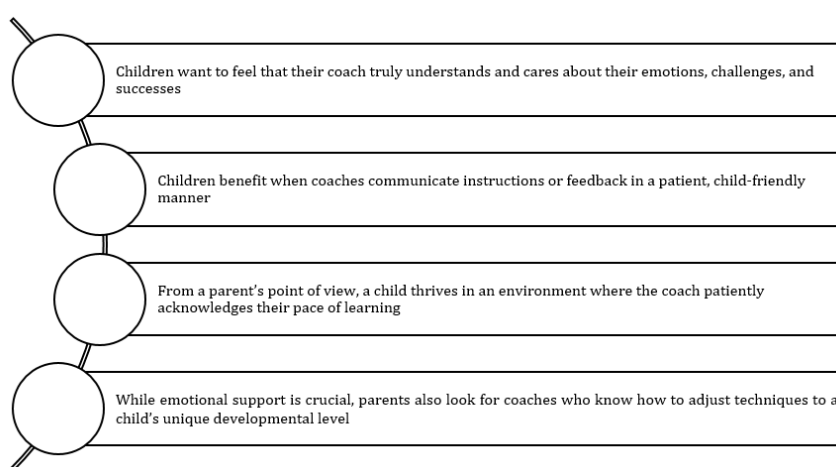 Children want to feel that their coach truly understands and cares about their emotions, challenges, and
successes
Children benefit when coaches communicate instructions or feedback in a patient, child-friendly
manner
From a parent’s point of view, a child thrives in an environment where the coach patiently
acknowledges their pace of learning
While emotional support is crucial, parents also look for coaches who know how to adjust techniques to a
child’s unique developmental level